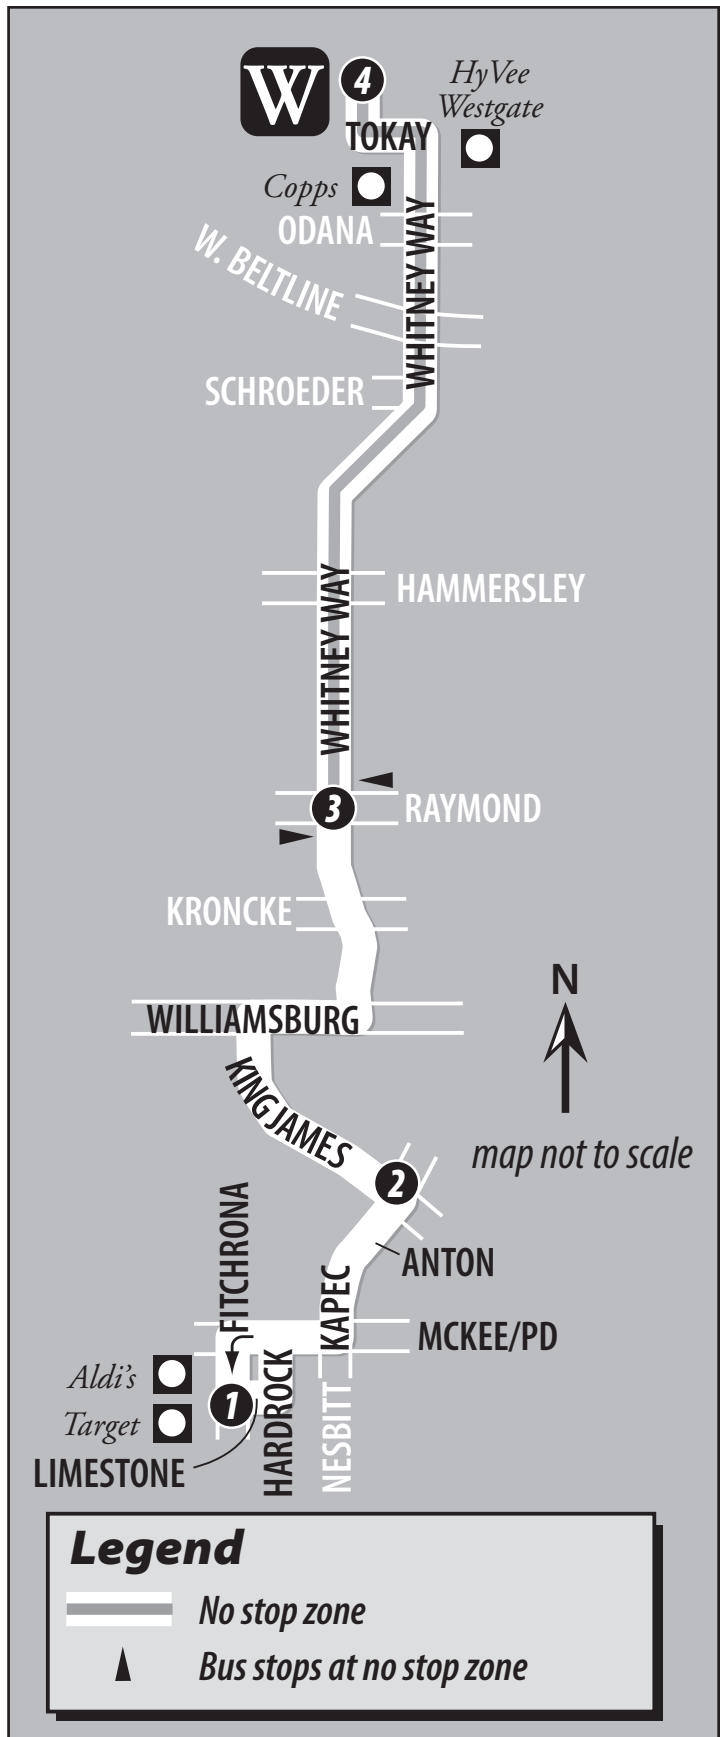 W
4
HyVee
Westgate
TOKAY
Copps
ODANA
W. BELTLINE
WHITNEY WAY
SCHROEDER
HAMMERSLEY
WHITNEY WAY
3
RAYMOND
KRONCKE
N
WILLIAMSBURG
KING JAMES
map not to scale
2
FITCHRONA
ANTON
KAPEC
MCKEE/PD
Aldi's
1
Target
HARDROCK
NESBITT
LIMESTONE
Legend
No stop zone
Bus stops at no stop zone